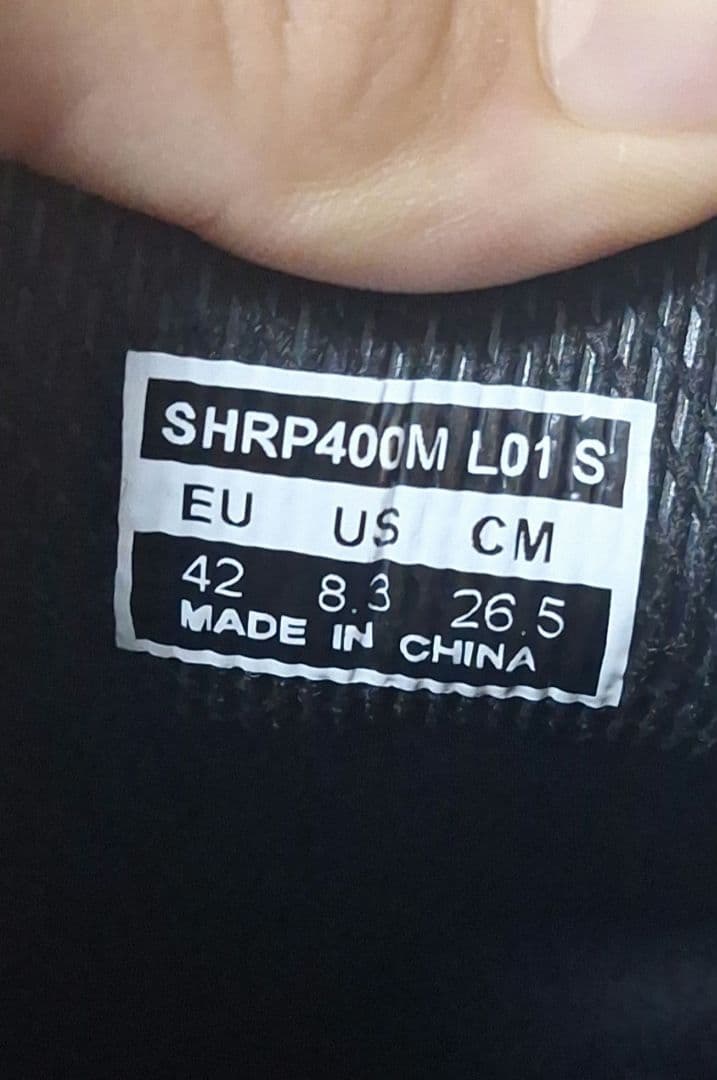 SHRP400M L01 S
EU US CM
42 8.3 26.5
MADE IN CHINA